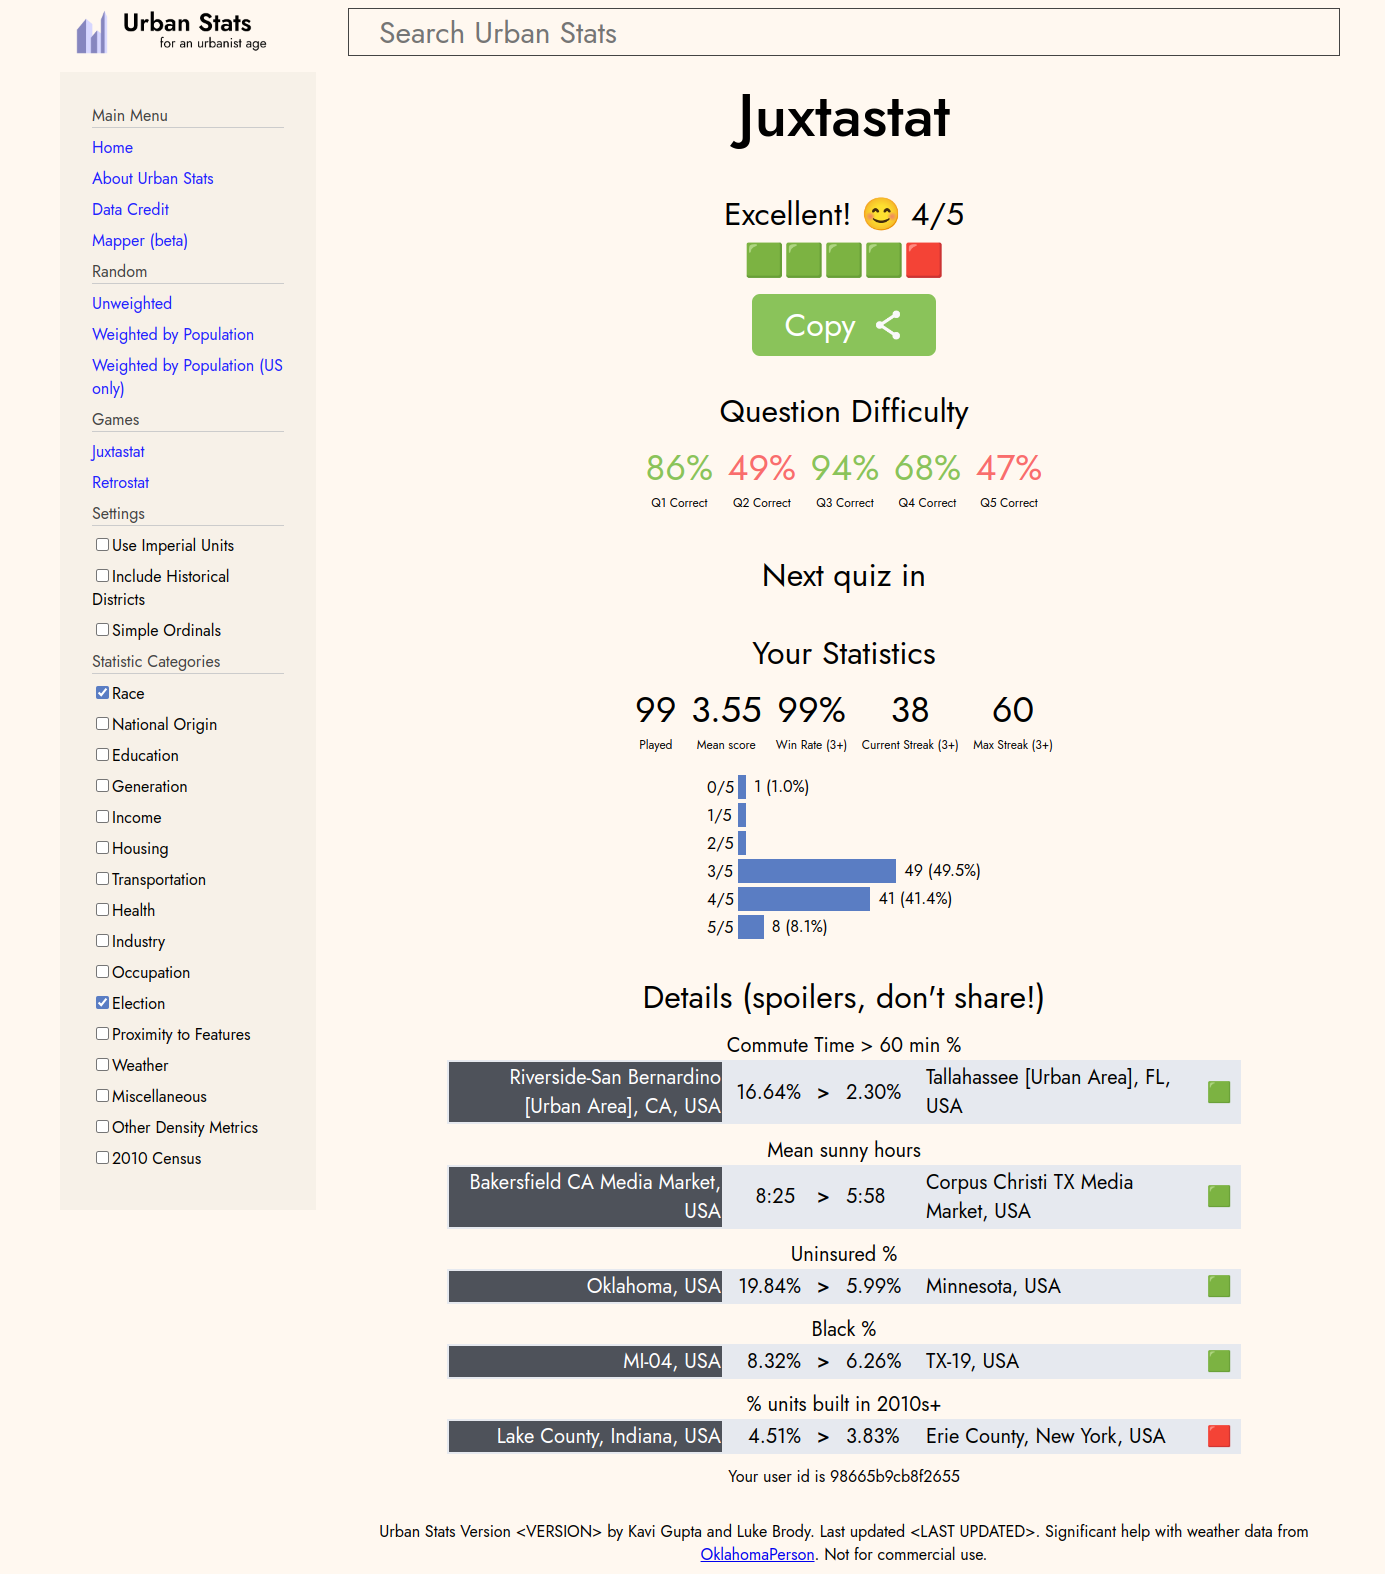 Urban Stats
for an urbanist age
Search Urban Stats
Main Menu
Home
About Urban Stats
Data Credit
Mapper (beta)
Random
Unweighted
Weighted by Population
Weighted by Population (US
only)
Games
Juxtastat
Retrostat
Settings
Use Imperial Units
Include Historical
Districts
Simple Ordinals
Statistic Categories
Race
National Origin
Education
Generation
Income
Housing
Transportation
Health
Industry
Occupation
Election
Proximity to Features
Weather
Miscellaneous
Other Density Metrics
2010 Census
Juxtastat
Excellent! 😊 4/5
🟩🟩🟩🟩🟥
Copy
Question Difficulty
86% 49% 94% 68% 47%
Q1 Correct Q2 Correct Q3 Correct Q4 Correct Q5 Correct
Next quiz in
Your Statistics
99 3.55 99% 38 60
Played Mean score Win Rate (3+) Current Streak (3+) Max Streak (3+)
0/5 1 (1.0%)
1/5
2/5
3/5 49 (49.5%)
4/5 41 (41.4%)
5/5 8 (8.1%)
Details (spoilers, don't share!)
Commute Time > 60 min %
Riverside-San Bernardino
[Urban Area], CA, USA
16.64% > 2.30%
Tallahassee [Urban Area], FL,
USA
🟩
Mean sunny hours
Bakersfield CA Media Market,
USA
8:25 > 5:58
Corpus Christi TX Media
Market, USA
🟩
Uninsured %
Oklahoma, USA 19.84% > 5.99% Minnesota, USA 🟩
Black %
MI-04, USA 8.32% > 6.26% TX-19, USA 🟩
% units built in 2010s+
Lake County, Indiana, USA 4.51% > 3.83% Erie County, New York, USA 🟥
Your user id is 98665b9cb8f2655
Urban Stats Version <VERSION> by Kavi Gupta and Luke Brody. Last updated <LAST UPDATED>. Significant help with weather data from
OklahomaPerson. Not for commercial use.